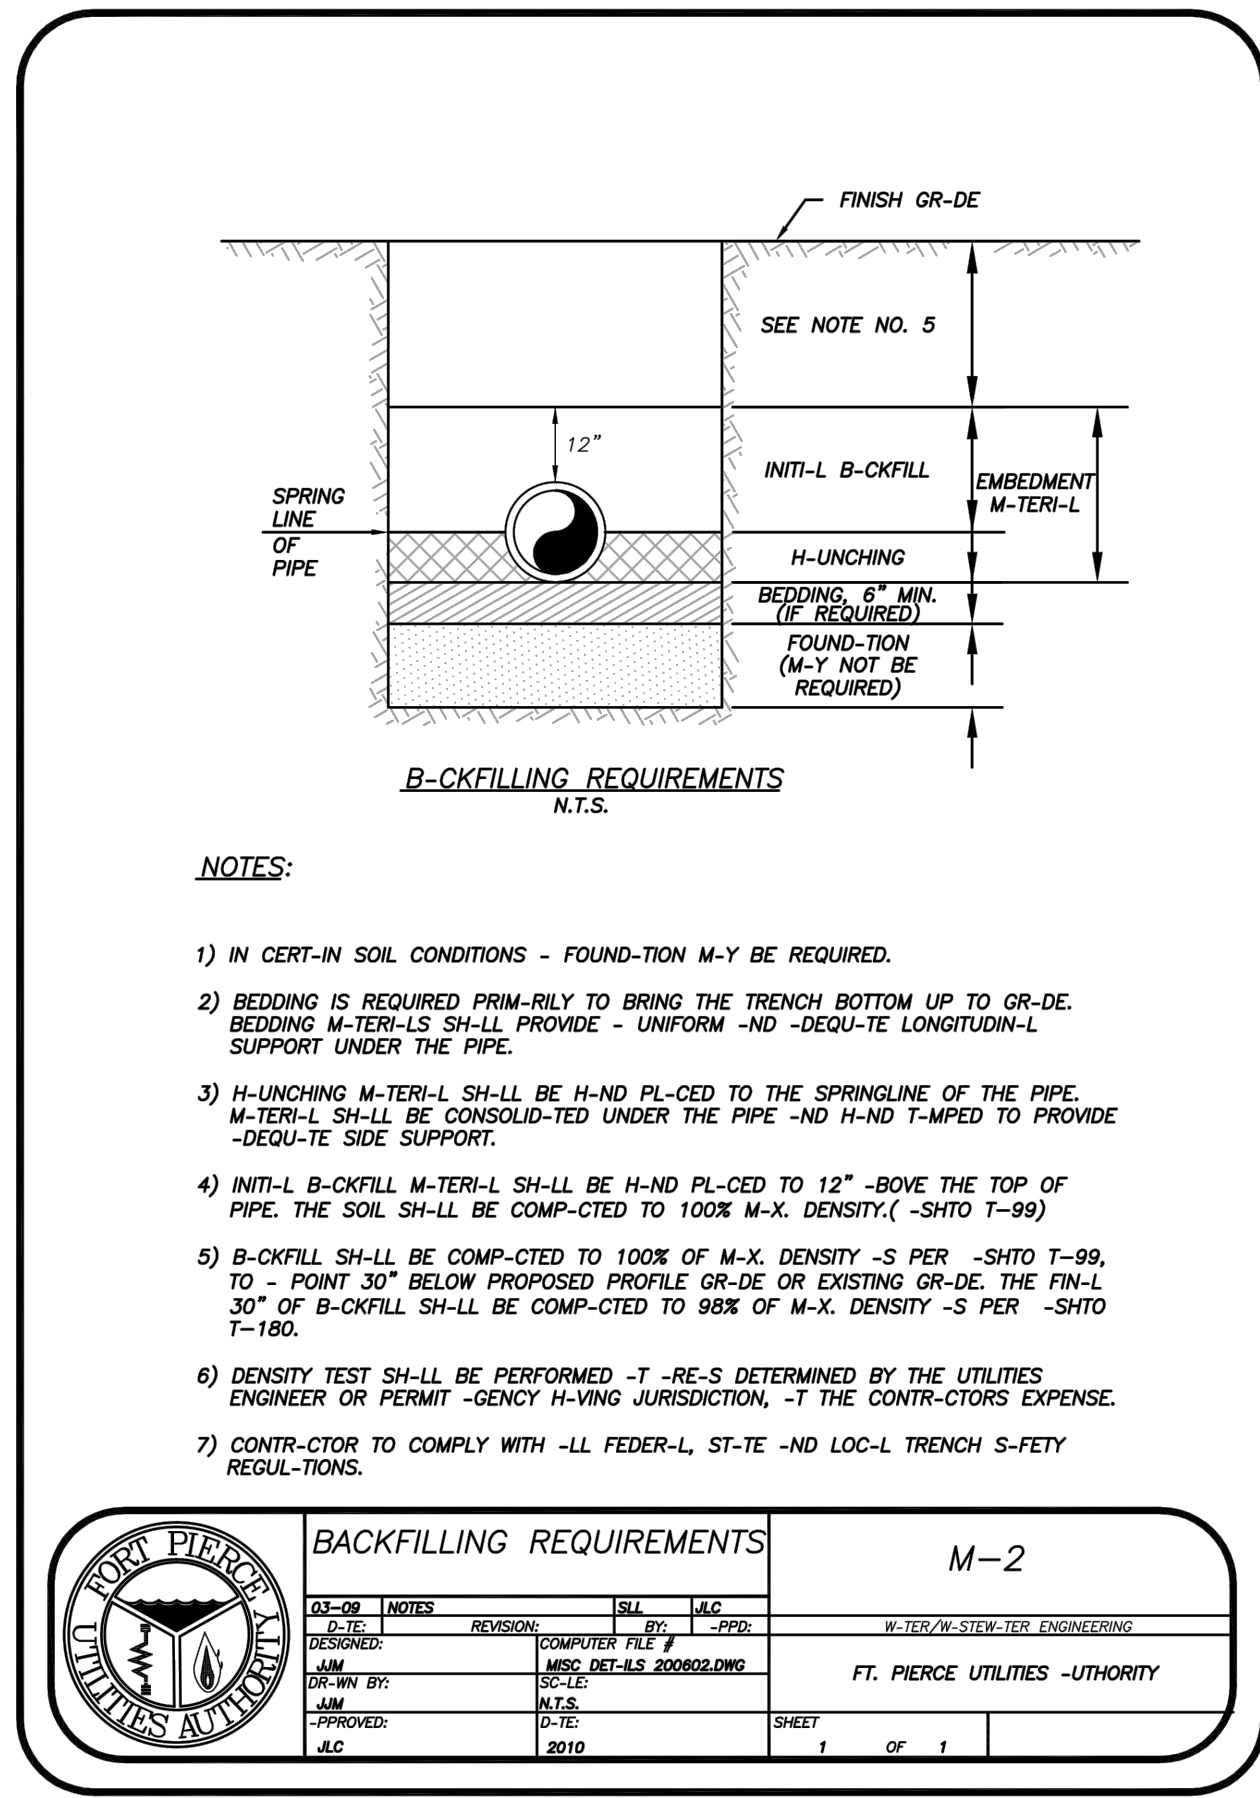 FINISH GR-DE
SEE NOTE NO. 5
12"
INITI-L B-CKFILL
EMBEDMENT
M-TERI-L
SPRING
LINE
OF
PIPE
H-UNCHING
BEDDING, 6" MIN.
(IF REQUIRED)
FOUND-TION
(M-Y NOT BE
REQUIRED)
B-CKFILLING REQUIREMENTS
N.T.S.
NOTES:
1) IN CERT-IN SOIL CONDITIONS - FOUND-TION M-Y BE REQUIRED.
2) BEDDING IS REQUIRED PRIM-RILY TO BRING THE TRENCH BOTTOM UP TO GR-DE.
BEDDING M-TERI-LS SH-LL PROVIDE - UNIFORM -ND -DEQU-TE LONGITUDIN-L
SUPPORT UNDER THE PIPE.
3) H-UNCHING M-TERI-L SH-LL BE H-ND PL-CED TO THE SPRINGLINE OF THE PIPE.
M-TERI-L SH-LL BE CONSOLID-TED UNDER THE PIPE -ND H-ND T-MPED TO PROVIDE
-DEQU-TE SIDE SUPPORT.
4) INITI-L B-CKFILL M-TERI-L SH-LL BE H-ND PL-CED TO 12" -BOVE THE TOP OF
PIPE. THE SOIL SH-LL BE COMP-CTED TO 100% M-X. DENSITY.( -SHTO T-99)
5) B-CKFILL SH-LL BE COMP-CTED TO 100% OF M-X. DENSITY -S PER -SHTO T-99,
TO - POINT 30" BELOW PROPOSED PROFILE GR-DE OR EXISTING GR-DE. THE FIN-L
30" OF B-CKFILL SH-LL BE COMP-CTED TO 98% OF M-X. DENSITY -S PER -SHTO
T-180.
6) DENSITY TEST SH-LL BE PERFORMED -T -RE-S DETERMINED BY THE UTILITIES
ENGINEER OR PERMIT -GENCY H-VING JURISDICTION, -T THE CONTR-CTORS EXPENSE.
7) CONTR-CTOR TO COMPLY WITH -LL FEDER-L, ST-TE -ND LOC-L TRENCH S-FETY
REGUL-TIONS.
FORT PIERCE
UTILITIES AUTHORITY
BACKFILLING REQUIREMENTS
M-2
03-09 NOTES SLL JLC
D-TE: REVISION: BY: -PPD:
W-TER/W-STEW-TER ENGINEERING
DESIGNED: COMPUTER FILE #
JJM MISC DET-ILS 200602.DWG
FT. PIERCE UTILITIES -UTHORITY
DR-WN BY: SC-LE:
JJM N.T.S.
-PPROVED: D-TE: SHEET
JLC 2010 1 OF 1